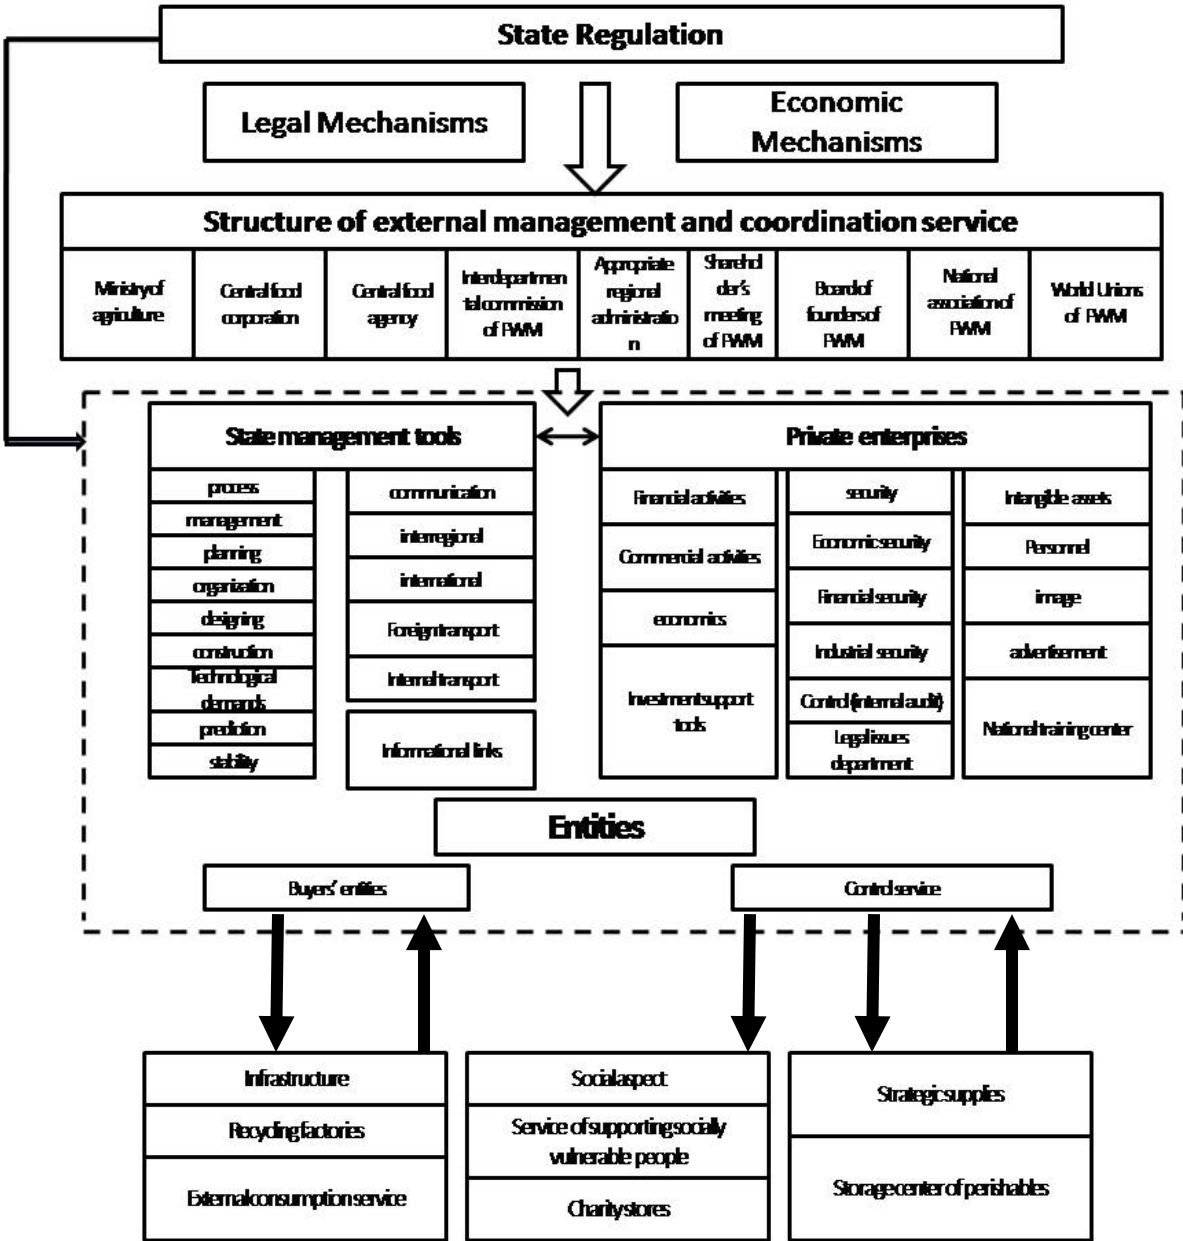 State Regulation
Legal Mechanisms
Economic
Mechanisms
Structure of external management and coordination service
Ministry of
agriculture
Central food
corporation
Central food
agency
Interdepartmen
tal commission
of FWM
Appropriate
regional
administratio
n
Sharehol
der's
meeting
of FWM
Board of
founders of
FWM
National
association of
FWM
World Unions
of FWM
State management tools
Private enterprises
process
management
planning
organization
designing
construction
Technological
demands
prediction
stability
communication
interregional
international
Foreign transport
Internal transport
Informational links
Financial activities
Commercial activities
economics
Investment support
tools
security
Economic security
Financial security
Industrial security
Control (internal audit)
Legal issues
department
Intangible assets
Personnel
image
advertisement
National training center
Entities
Buyers' entities
Control service
Infrastructure
Recycling factories
External consumption service
Social aspect
Service of supporting socially
vulnerable people
Charity stores
Strategic supplies
Storage center of perishables